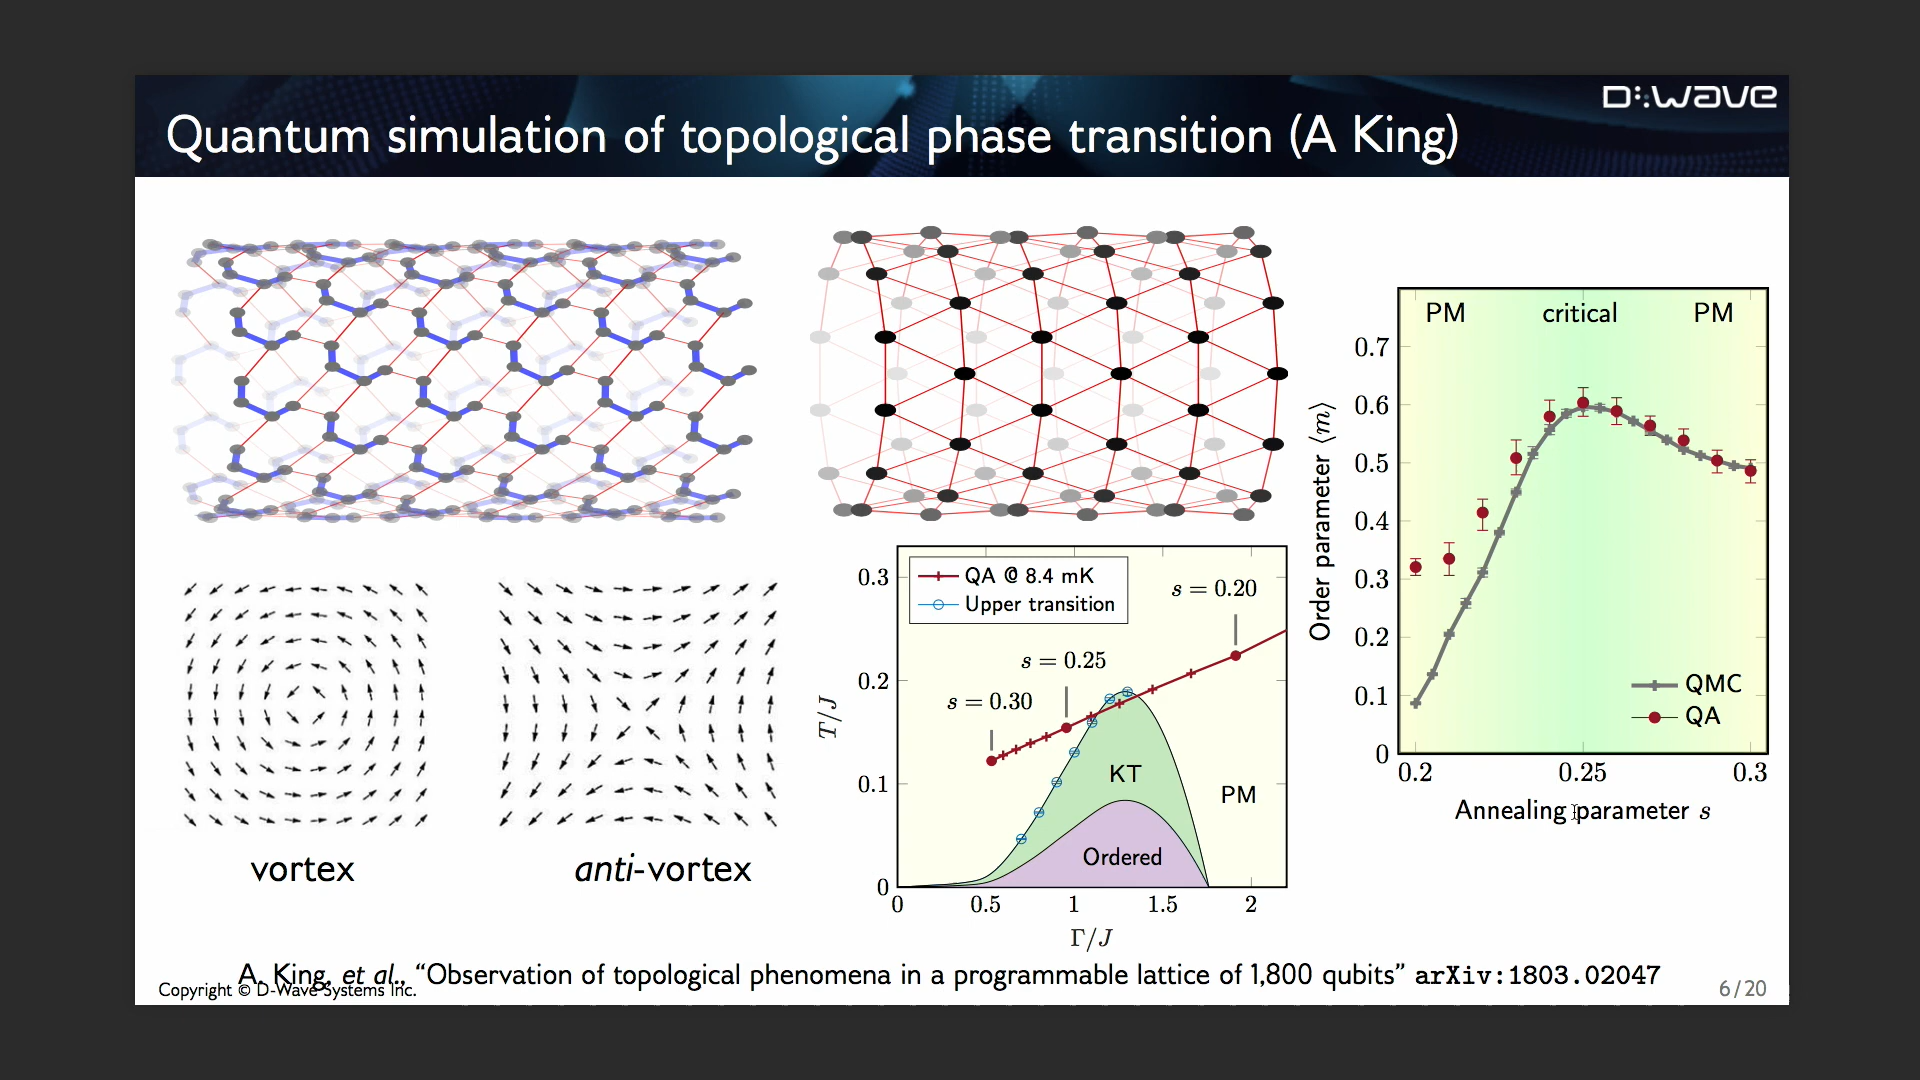 D:wave
Quantum simulation of topological phase transition (A King)
vortex
anti-vortex
QA @ 8.4 mK
Upper transition
s = 0.20
s = 0.25
s = 0.30
KT
PM
Ordered
0.3
0.2
0.1
0
T/J
0
0.5
1
1.5
2
Γ/J
PM
critical
PM
0.7
0.6
0.5
0.4
0.3
0.2
0.1
0
Order parameter ⟨m⟩
QMC
QA
0.2
0.25
0.3
Annealing parameter s
A. King, et al., “Observation of topological phenomena in a programmable lattice of 1,800 qubits” arXiv:1803.02047
Copyright © D-Wave Systems Inc.
6/20